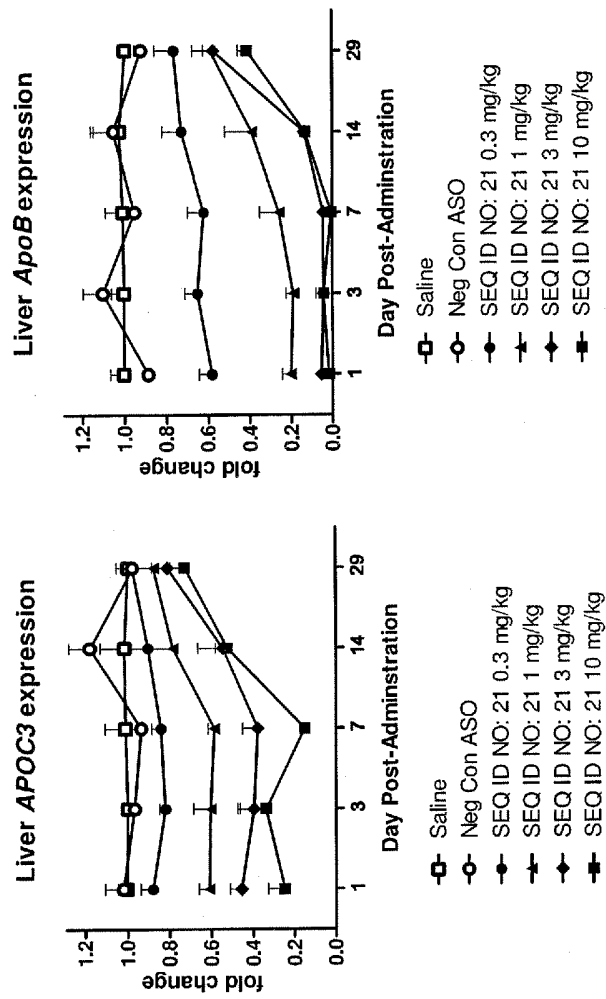 Liver APOC3 expression
fold change
1.2
1.0
0.8
0.6
0.4
0.2
0.0
1 3 7 14 29
Day Post-Adminstration
Saline
Neg Con ASO
SEQ ID NO: 21 0.3 mg/kg
SEQ ID NO: 21 1 mg/kg
SEQ ID NO: 21 3 mg/kg
SEQ ID NO: 21 10 mg/kg
Liver ApoB expression
fold change
1.2
1.0
0.8
0.6
0.4
0.2
0.0
1 3 7 14 29
Day Post-Adminstration
Saline
Neg Con ASO
SEQ ID NO: 21 0.3 mg/kg
SEQ ID NO: 21 1 mg/kg
SEQ ID NO: 21 3 mg/kg
SEQ ID NO: 21 10 mg/kg